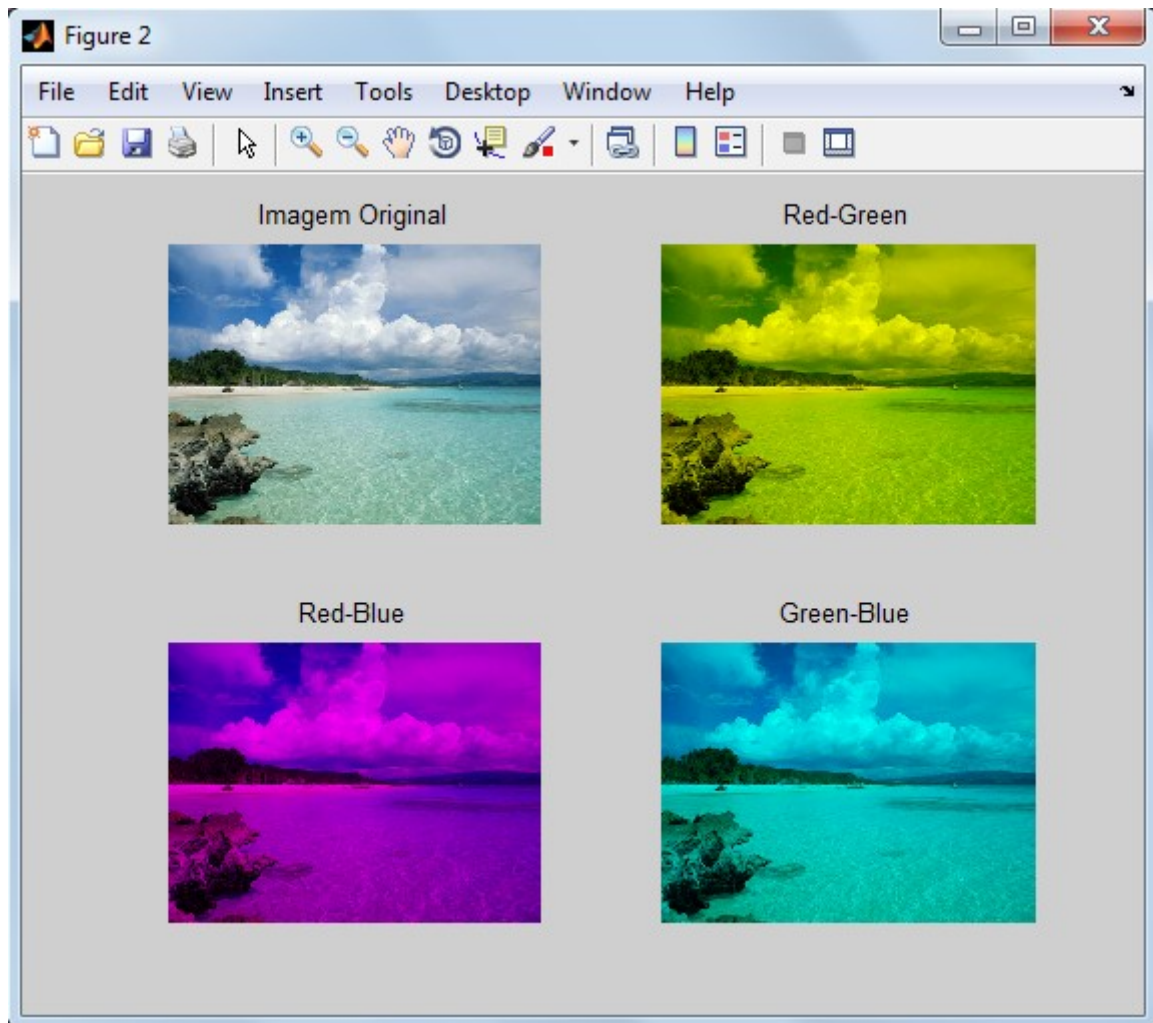 Figure 2
File Edit View Insert Tools Desktop Window Help
Imagem Original
Red-Green
Red-Blue
Green-Blue